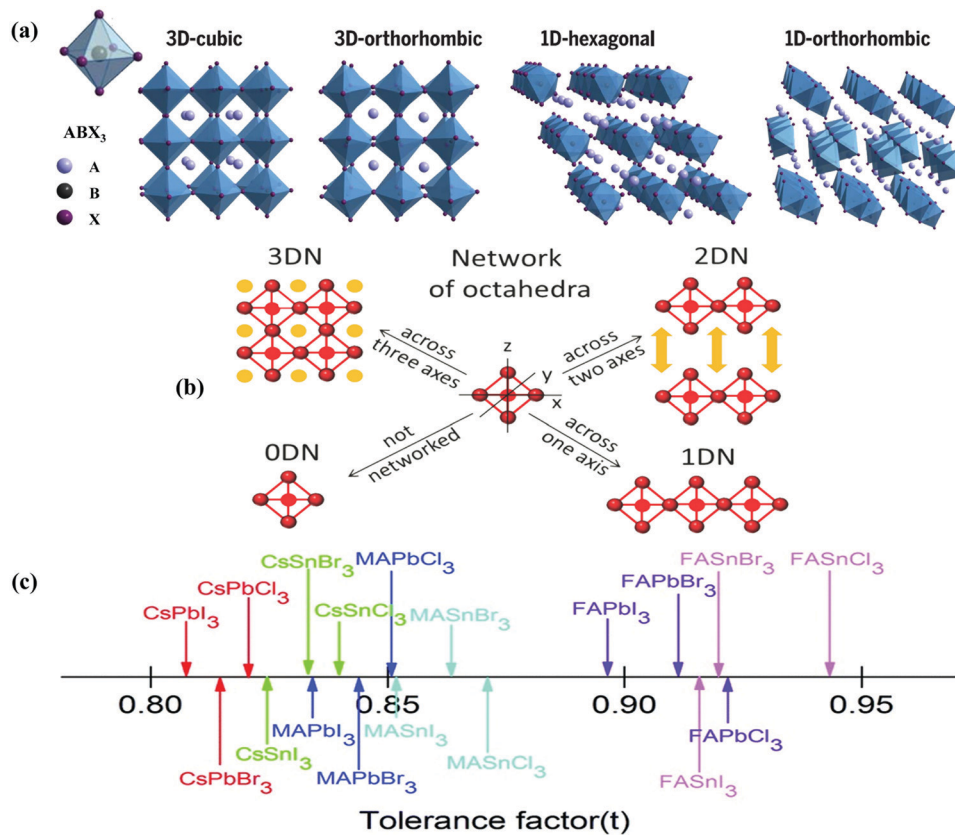 (a)
3D-cubic
3D-orthorhombic
1D-hexagonal
1D-orthorhombic
ABX₃
A
B
X
(b)
3DN
Network
of octahedra
2DN
across
three axes
z
y
x
across
two axes
not
networked
across
one axis
0DN
1DN
(c)
CsSnBr₃
MAPbCl₃
FASnBr₃
FASnCl₃
CsPbCl₃
FAPbBr₃
CsPbI₃
CsSnCl₃
MASnBr₃
FAPbI₃
0.80
0.85
0.90
0.95
CsSnI₃
MAPbI₃
MASnI₃
FAPbCl₃
CsPbBr₃
MAPbBr₃
MASnCl₃
FASnI₃
Tolerance factor(t)